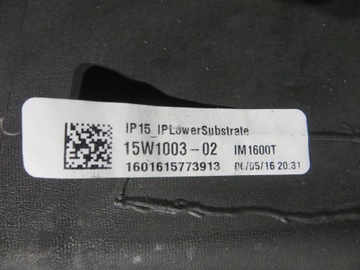 IP15_IPLowerSubstrate
15W1003-02 IM1600T
1601615773913 06/05/16 20:31